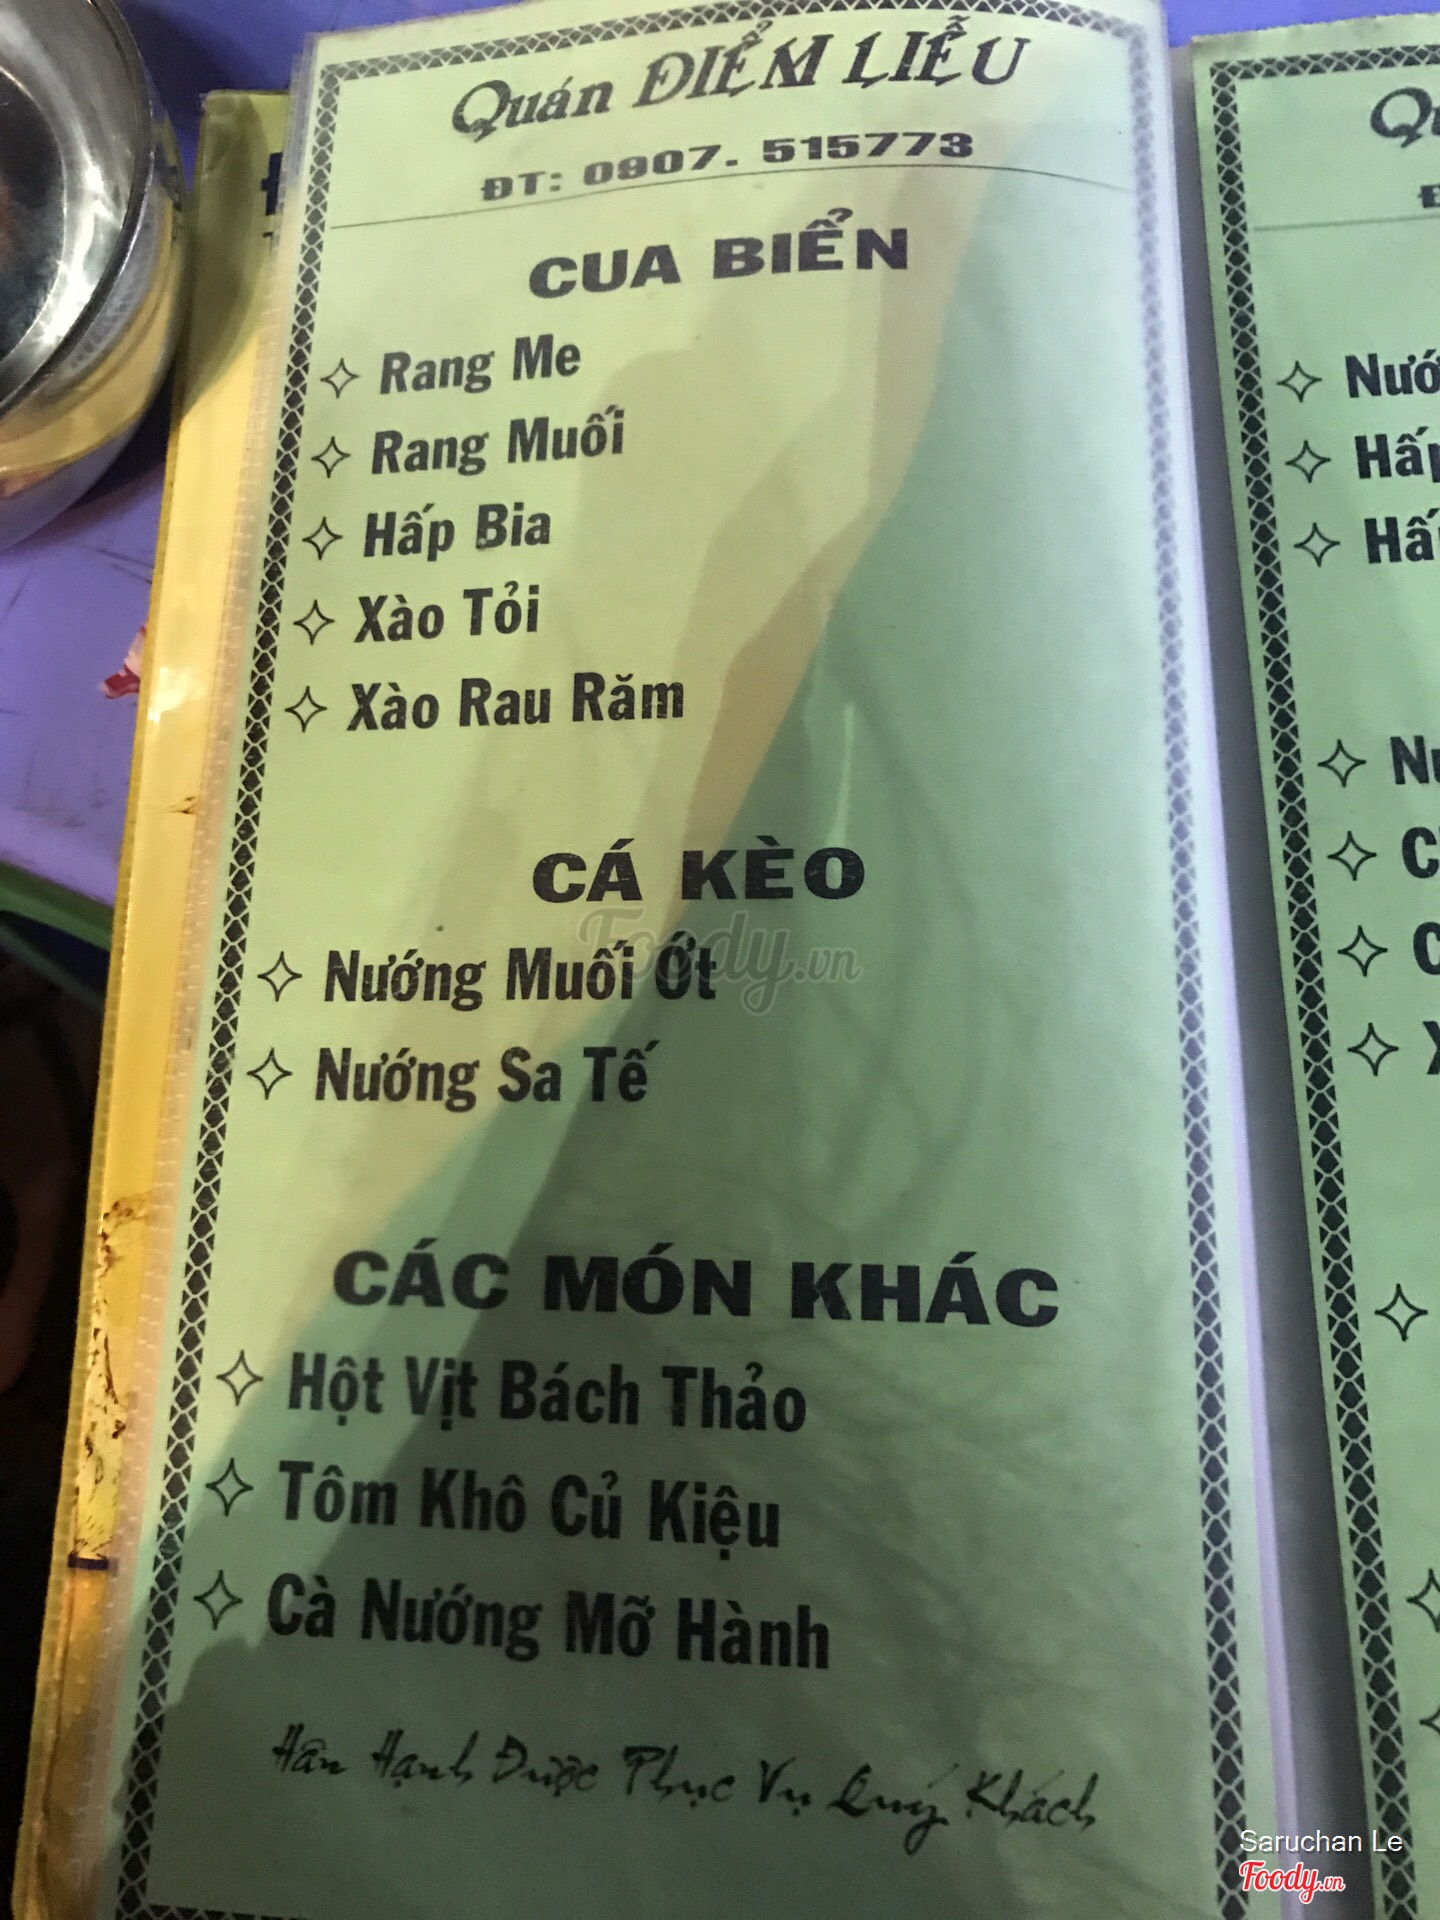 Quán ĐIỂM LIỄU
ĐT: 0907. 515773
CUA BIỂN
Rang Me
Rang Muối
Hấp Bia
Xào Tỏi
Xào Rau Răm
CÁ KÈO
Nướng Muối Ớt
Nướng Sa Tế
CÁC MÓN KHÁC
Hột Vịt Bách Thảo
Tôm Khô Củ Kiệu
Cà Nướng Mỡ Hành
Hân Hạnh Được Phục Vụ Quý Khách
Foody.vn
Saruchan Le
Foody.vn